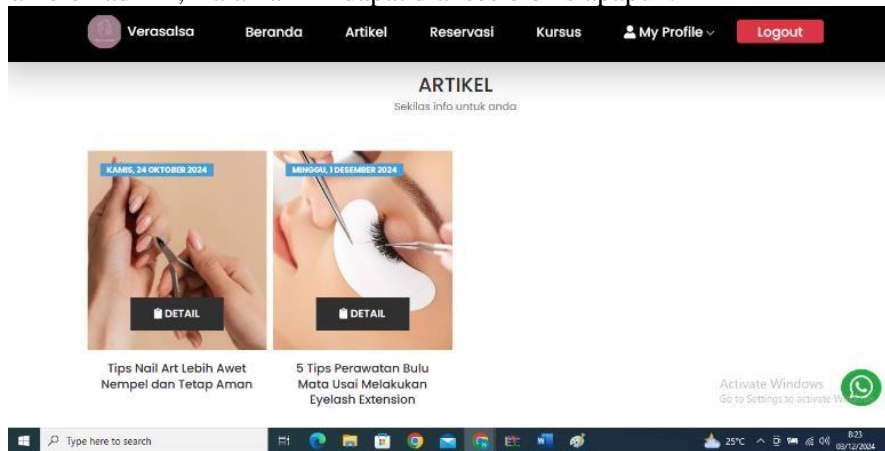 Verasalsa Beranda Artikel Reservasi Kursus My Profile Logout
ARTIKEL
Sekilas info untuk anda
KAMIS, 24 OKTOBER 2024
MINGGU, 1 DESEMBER 2024
DETAIL
DETAIL
Tips Nail Art Lebih Awet
Nempel dan Tetap Aman
5 Tips Perawatan Bulu
Mata Usai Melakukan
Eyelash Extension
Activate Windows
Go to Settings to activate
Type here to search
25°C
8:23
03/12/2024